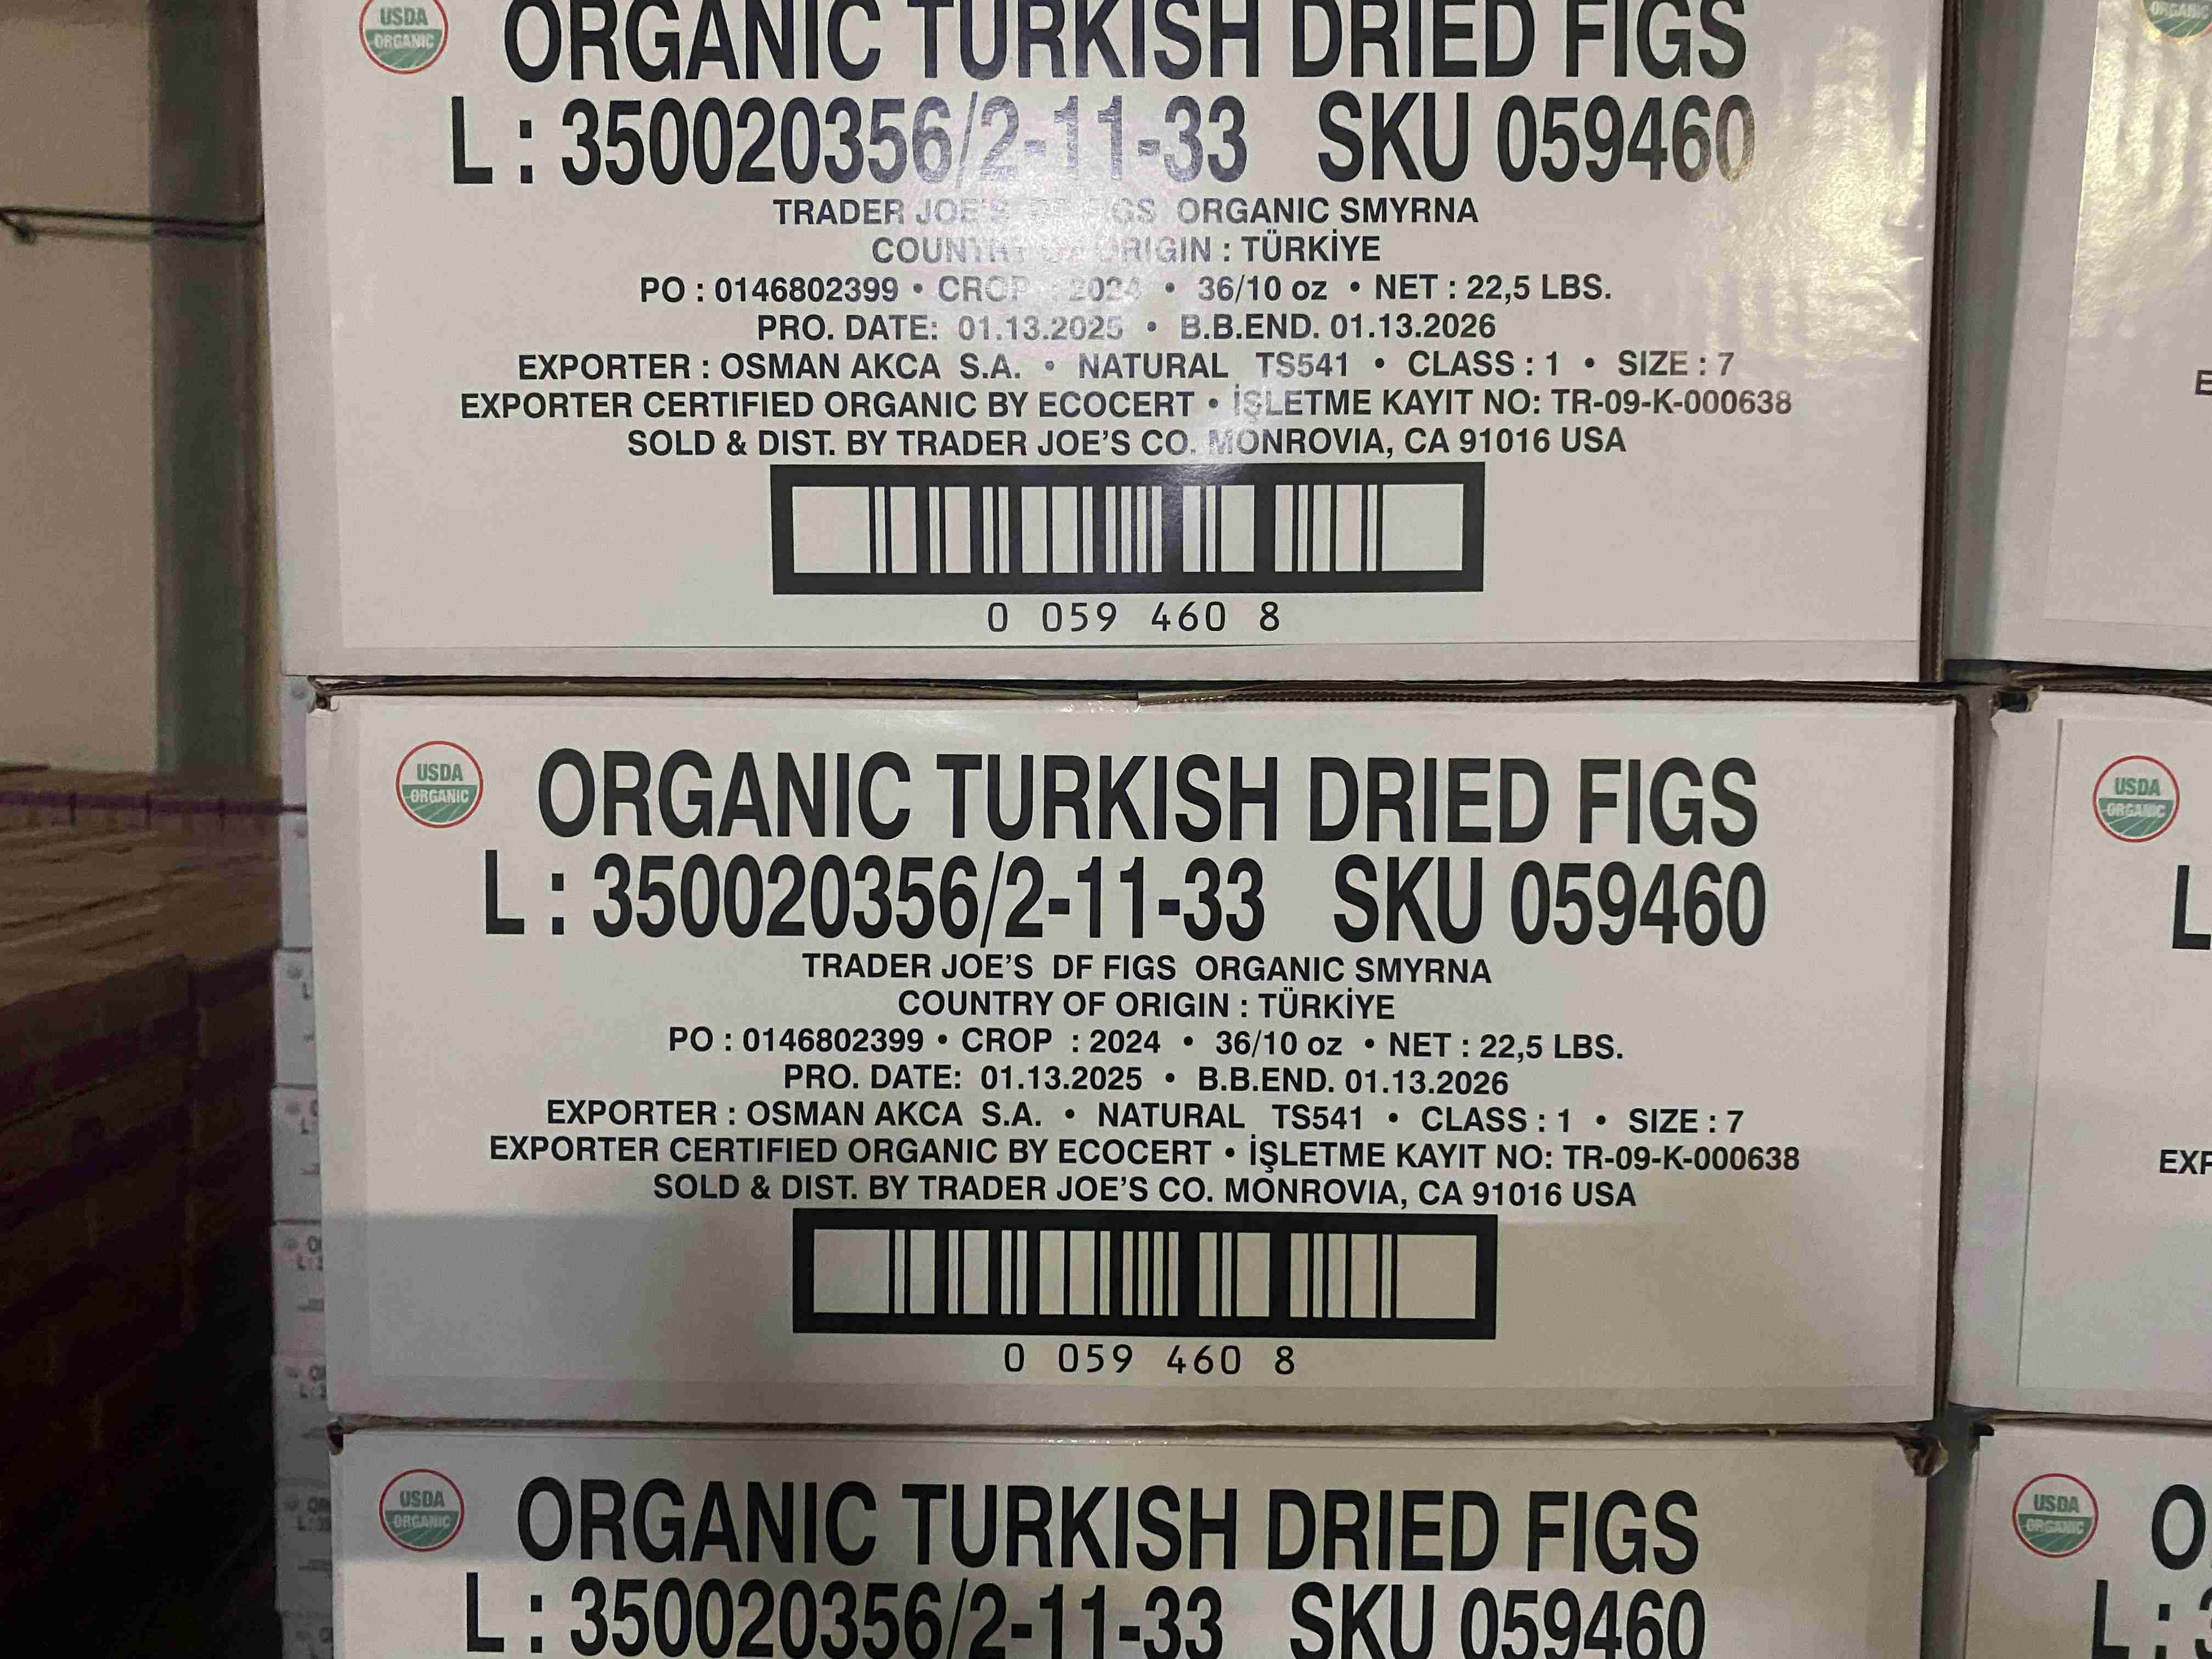 USDA
ORGANIC
ORGANIC TURKISH DRIED FIGS
L : 350020356/2-11-33 SKU 059460
TRADER JOE'S DF FIGS ORGANIC SMYRNA
COUNTRY OF ORIGIN : TÜRKİYE
PO : 0146802399 • CROP : 2024 • 36/10 oz • NET : 22,5 LBS.
PRO. DATE: 01.13.2025 • B.B.END. 01.13.2026
EXPORTER : OSMAN AKCA S.A. • NATURAL TS541 • CLASS : 1 • SIZE : 7
EXPORTER CERTIFIED ORGANIC BY ECOCERT • İŞLETME KAYIT NO: TR-09-K-000638
SOLD & DIST. BY TRADER JOE'S CO. MONROVIA, CA 91016 USA
0 059 460 8
USDA
ORGANIC
ORGANIC TURKISH DRIED FIGS
L : 350020356/2-11-33 SKU 059460
TRADER JOE'S DF FIGS ORGANIC SMYRNA
COUNTRY OF ORIGIN : TÜRKİYE
PO : 0146802399 • CROP : 2024 • 36/10 oz • NET : 22,5 LBS.
PRO. DATE: 01.13.2025 • B.B.END. 01.13.2026
EXPORTER : OSMAN AKCA S.A. • NATURAL TS541 • CLASS : 1 • SIZE : 7
EXPORTER CERTIFIED ORGANIC BY ECOCERT • İŞLETME KAYIT NO: TR-09-K-000638
SOLD & DIST. BY TRADER JOE'S CO. MONROVIA, CA 91016 USA
0 059 460 8
USDA
ORGANIC
ORGANIC TURKISH DRIED FIGS
L : 350020356/2-11-33 SKU 059460
ORGANIC
E
USDA
ORGANIC
L
EXP
USDA
ORGANIC
O
L :